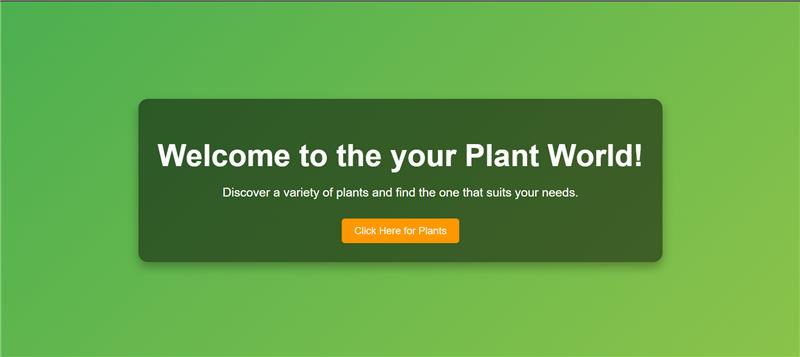 Welcome to the your Plant World!
Discover a variety of plants and find the one that suits your needs.
Click Here for Plants